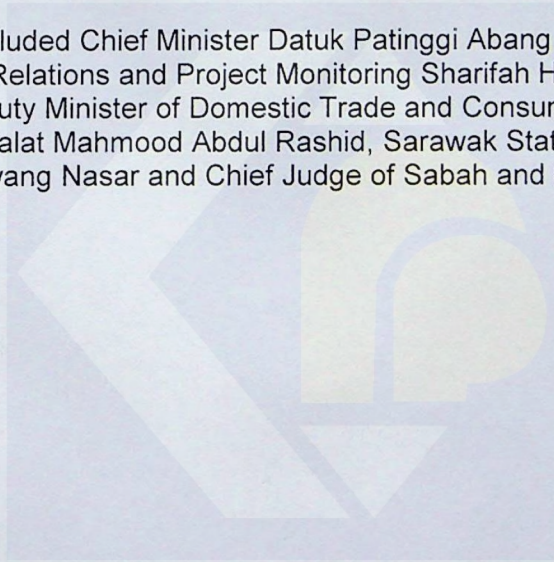 luded Chief Minister Datuk Patinggi Abang
Relations and Project Monitoring Sharifah H
uty Minister of Domestic Trade and Consum
alat Mahmood Abdul Rashid, Sarawak Stat
vang Nasar and Chief Judge of Sabah and